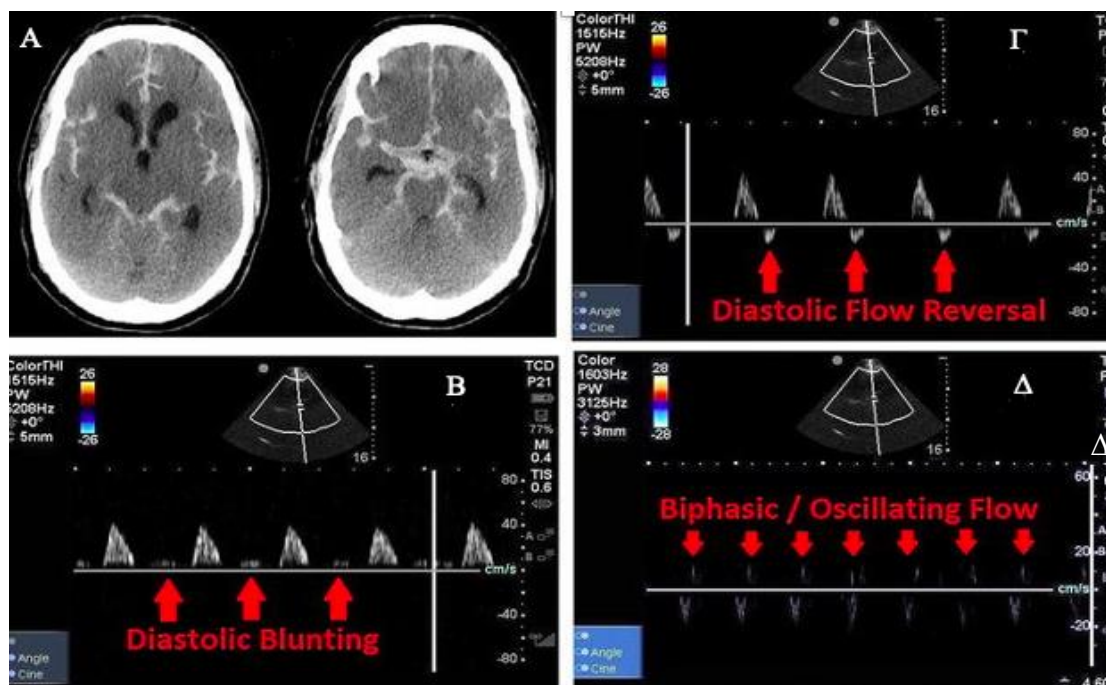 A
ColorTHI
1515Hz
PW
5208Hz
+0°
5mm
26
-26
16
Γ
80
40
A
B
cm/s
-40
-80
Diastolic Flow Reversal
Angle
Cine
ColorTHI
1515Hz
PW
5208Hz
+0°
5mm
26
-26
16
B
TCD
P21
77%
MI
0.4
TIS
0.6
80
40
A
B
cm/s
-40
-80
Diastolic Blunting
Angle
Cine
Color
1603Hz
PW
3125Hz
+0°
3mm
28
-28
16
Δ
Δ
60
Biphasic / Oscillating Flow
20
cm/s
-20
Angle
Cine